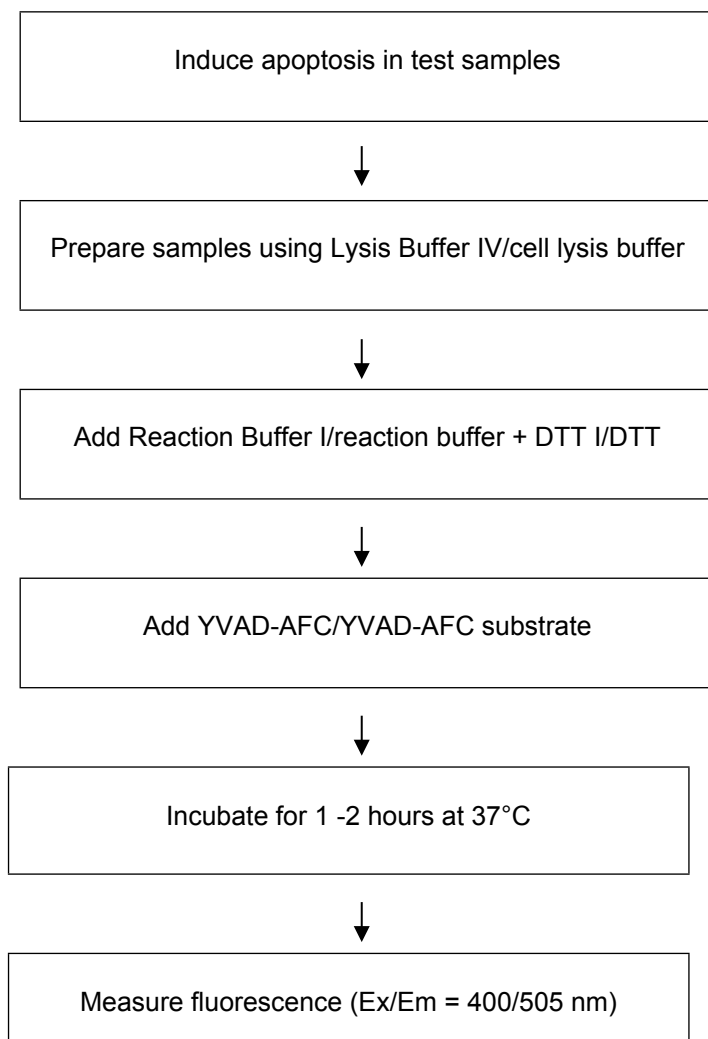 Induce apoptosis in test samples
Prepare samples using Lysis Buffer IV/cell lysis buffer
Add Reaction Buffer I/reaction buffer + DTT I/DTT
Add YVAD-AFC/YVAD-AFC substrate
Incubate for 1 -2 hours at 37°C
Measure fluorescence (Ex/Em = 400/505 nm)